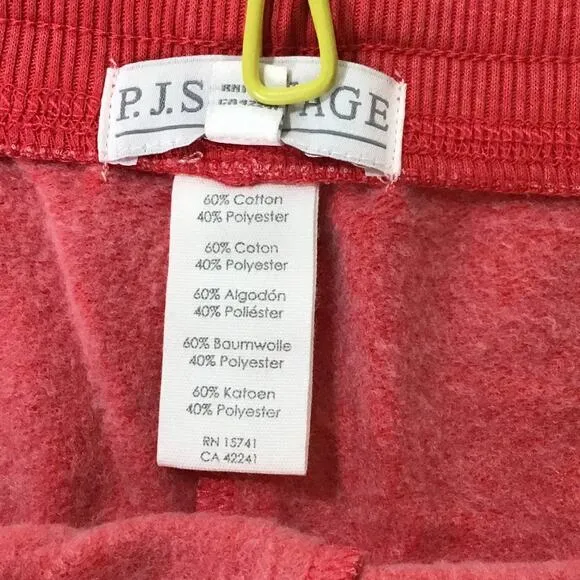 P.J.S AGE
60% Cotton
40% Polyester
60% Coton
40% Polyester
60% Algodón
40% Poliéster
60% Baumwolle
40% Polyester
60% Katoen
40% Polyester
RN 15741
CA 42241